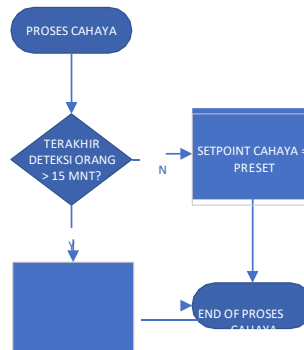 PROSES CAHAYA
TERAKHIR
DETEKSI ORANG
> 15 MNT?
N
SETPOINT CAHAYA =
PRESET
Y
END OF PROSES
CAHAYA